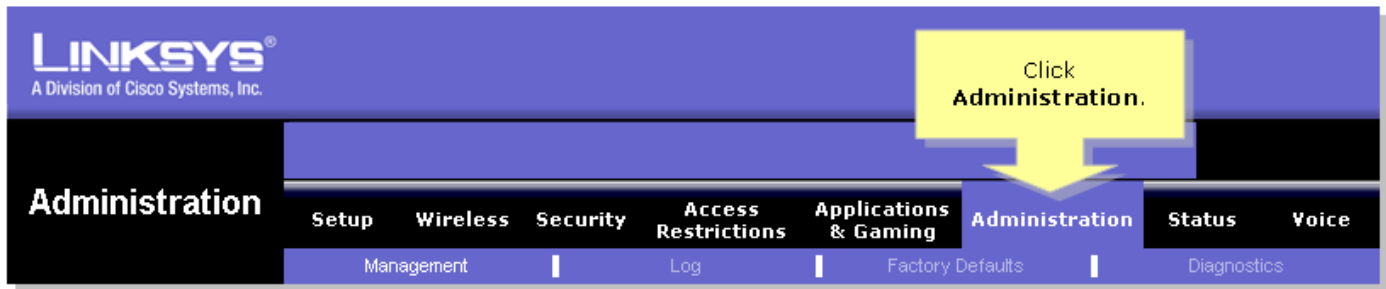 LINKSYS®
A Division of Cisco Systems, Inc.
Click
Administration.
Administration
Setup Wireless Security Access Restrictions Applications & Gaming Administration Status Voice
Management Log Factory Defaults Diagnostics